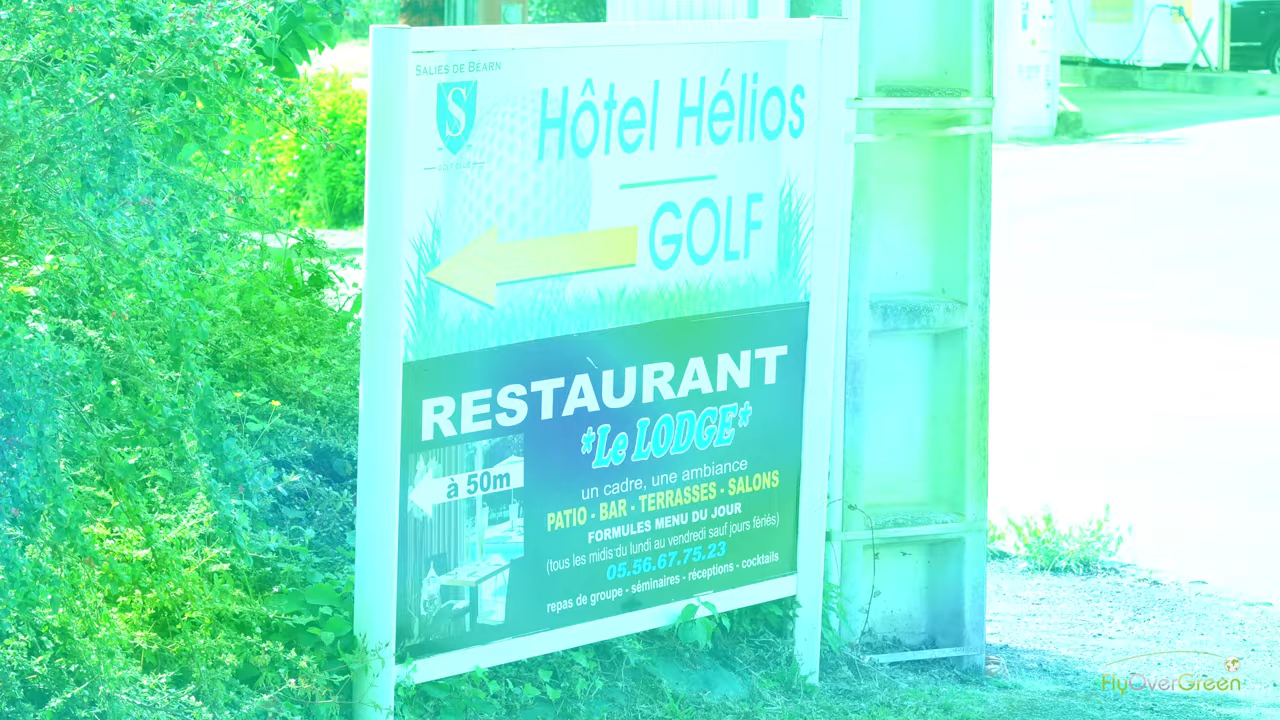 SALIES DE BÉARN
S
GOLF CLUB
Hôtel Hélios
GOLF
RESTAURANT
*Le LODGE*
à 50m
un cadre, une ambiance
PATIO - BAR - TERRASSES - SALONS
FORMULES MENU DU JOUR
(tous les midis du lundi au vendredi sauf jours fériés)
05.56.67.75.23
repas de groupe - séminaires - réceptions - cocktails
FlyOverGreen